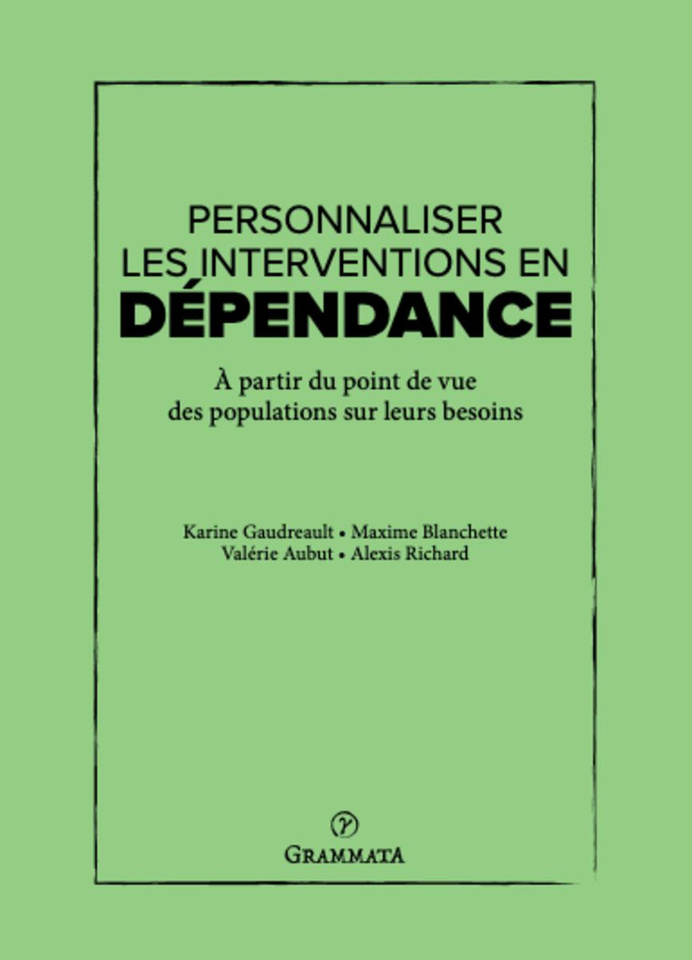 PERSONNALISER
LES INTERVENTIONS EN
DÉPENDANCE
À partir du point de vue
des populations sur leurs besoins
Karine Gaudreault • Maxime Blanchette
Valérie Aubut • Alexis Richard
γ
GRAMMATA